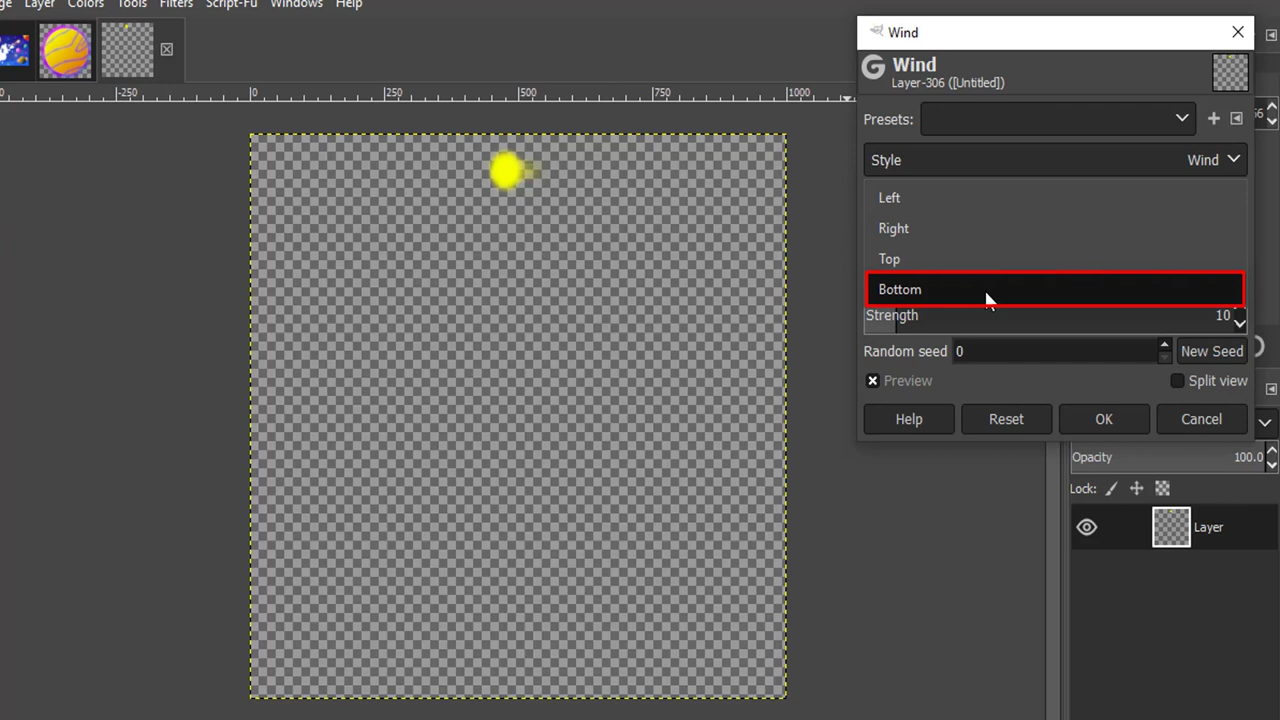 ge Layer Colors Tools Filters Script-Fu Windows Help
-250 0 250 500 750 1000
Wind
Wind
Layer-306 ([Untitled])
Presets:
Style Wind
Left
Right
Top
Bottom
Strength 10
Random seed 0 New Seed
Preview Split view
Help Reset OK Cancel
Opacity 100.0
Lock:
Layer